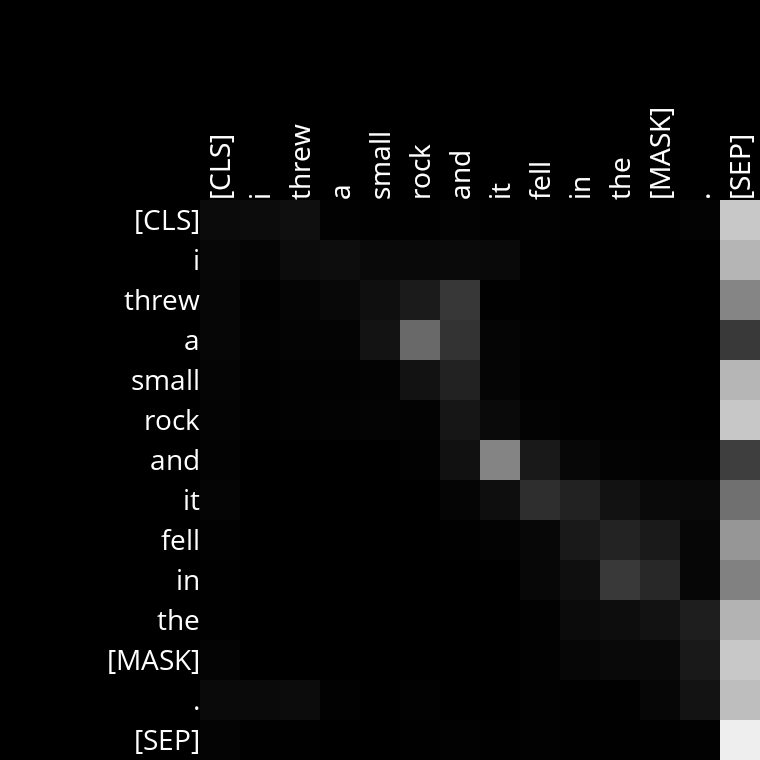 [CLS] i threw a small rock and it fell in the [MASK] . [SEP]
[CLS]
i
threw
a
small
rock
and
it
fell
in
the
[MASK]
.
[SEP]